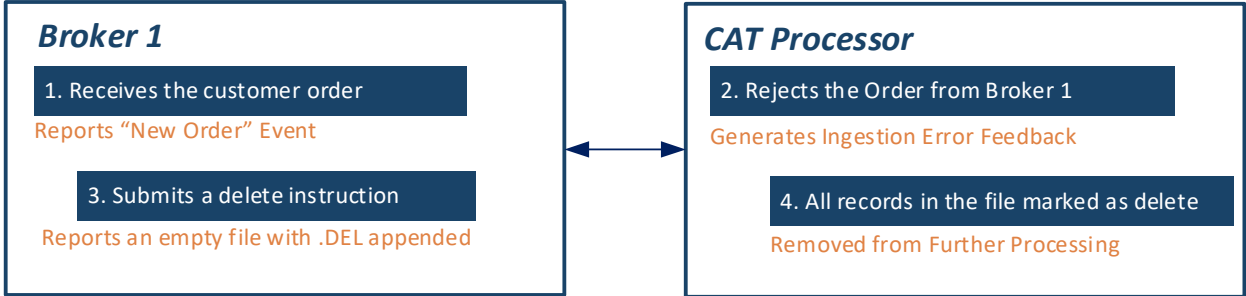 Broker 1
1. Receives the customer order
Reports “New Order” Event
3. Submits a delete instruction
Reports an empty file with .DEL appended
CAT Processor
2. Rejects the Order from Broker 1
Generates Ingestion Error Feedback
4. All records in the file marked as delete
Removed from Further Processing